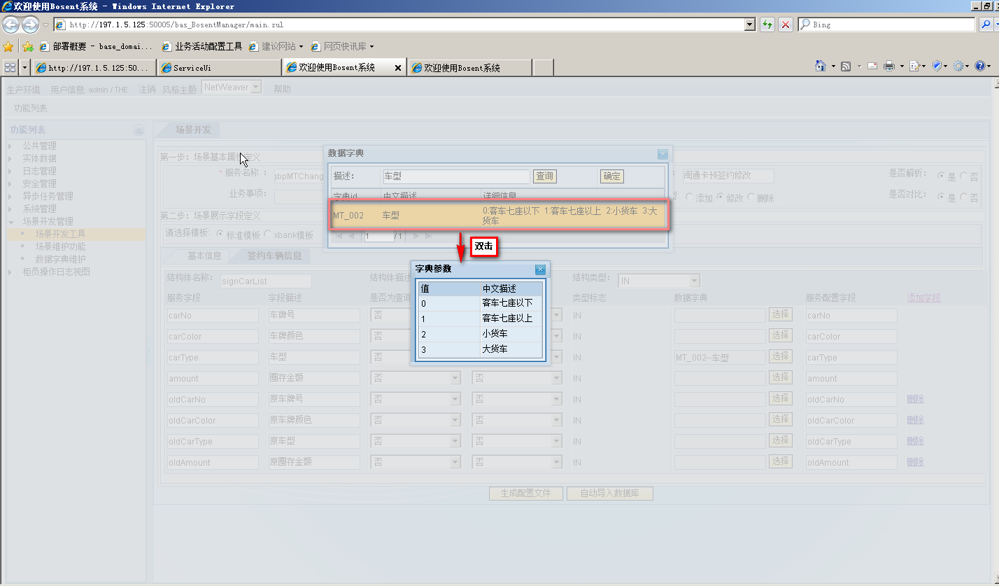 欢迎使用Bosent系统 - Windows Internet Explorer
http://197.1.5.125:50005/bas_BosentManager/main.zul
Bing
部署概要 - base_domai... 业务活动配置工具 建议网站 网页快讯库
http://197.1.5.125:50... ServiceUi 欢迎使用Bosent系统 欢迎使用Bosent系统
生产环境 用户信息: admin / THE 注销 风格主题 NetWeaver 帮助
功能列表
功能列表
公共管理
实体数据
日志管理
安全管理
异步任务管理
系统管理
场景开发管理
场景开发工具
场景维护功能
数据字典维护
柜员操作日志视图
场景开发
第一步: 场景基本属性定义
* 服务名称: jbpMTChang 闽通卡预签约修改 是否解析: 是 否
业务事项: 添加 修改 删除 是否对比: 是 否
第二步: 场景展示字段定义
请选择模板: 标准模板 xbank模板
基本信息 签约车辆信息
数据字典
描述: 车型 查询 确定
字典id 中文描述 详细信息
MT_002 车型 0:客车七座以下 1:客车七座以上 2:小货车 3:大
货车
1 / 1
双击
字典参数
值 中文描述
0 客车七座以下
1 客车七座以上
2 小货车
3 大货车
结构体名称: signCarList 结构体描述 结构类型: IN
服务字段 字段描述 是否为查询 类型标志 数据字典 服务配置字段 添加字段
carNo 车牌号 否 IN 选择 carNo
carColor 车牌颜色 否 IN 选择 carColor
carType 车型 否 IN MT_002--车型 选择 carType
amount 圈存金额 否 否 IN 选择 amount
oldCarNo 原车牌号 否 否 IN 选择 oldCarNo 删除
oldCarColor 原车牌颜色 否 否 IN 选择 oldCarColor 删除
oldCarType 原车型 否 否 IN 选择 oldCarType 删除
oldAmount 原圈存金额 否 否 IN 选择 oldAmount 删除
生成配置文件 自动导入数据库